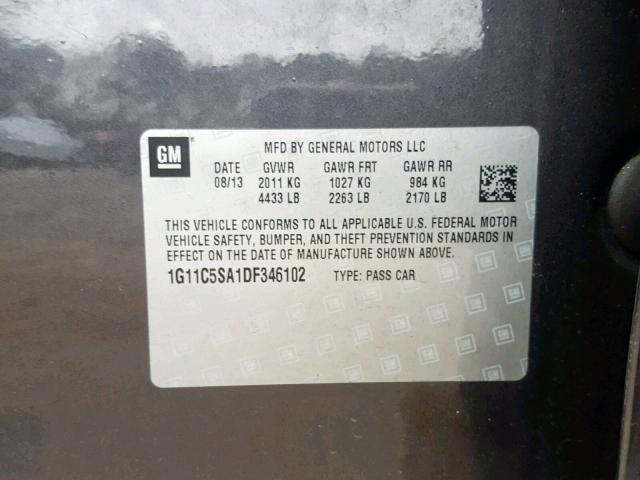 GM
MFD BY GENERAL MOTORS LLC
DATE GVWR GAWR FRT GAWR RR
08/13 2011 KG 1027 KG 984 KG
4433 LB 2263 LB 2170 LB
THIS VEHICLE CONFORMS TO ALL APPLICABLE U.S. FEDERAL MOTOR
VEHICLE SAFETY, BUMPER, AND THEFT PREVENTION STANDARDS IN
EFFECT ON THE DATE OF MANUFACTURE SHOWN ABOVE.
1G11C5SA1DF346102 TYPE: PASS CAR